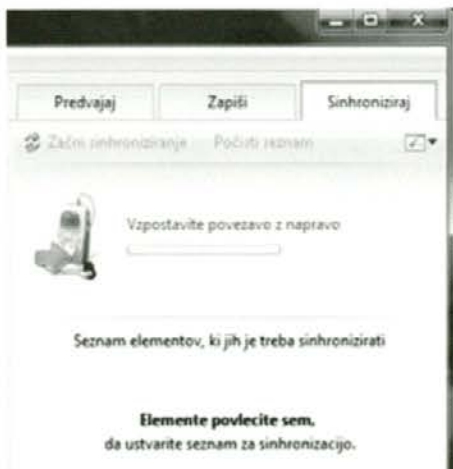 Predvajaj Zapiši Sinhroniziraj
Začni sinhroniziranje Počisti seznam
Vzpostavite povezavo z napravo
Seznam elementov, ki jih je treba sinhronizirati
Elemente povlecite sem,
da ustvarite seznam za sinhronizacijo.